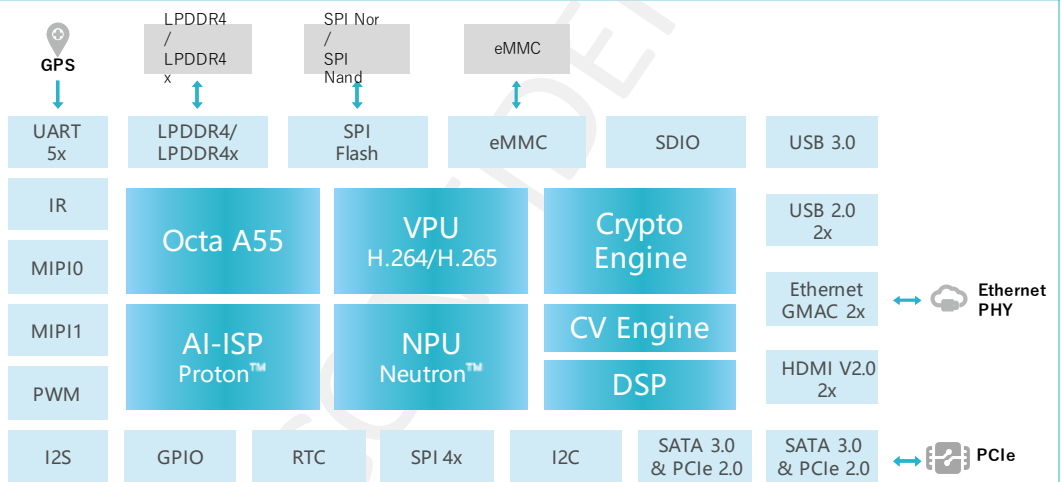 LPDDR4
/
LPDDR4
x
SPI Nor
/
SPI
Nand
eMMC
GPS
UART
5x
LPDDR4/
LPDDR4x
SPI
Flash
eMMC
SDIO
USB 3.0
IR
Octa A55
VPU
H.264/H.265
Crypto
Engine
USB 2.0
2x
MIPI0
Ethernet
GMAC 2x
Ethernet
PHY
MIPI1
AI-ISP
Proton™
NPU
Neutron™
CV Engine
DSP
HDMI V2.0
2x
PWM
I2S
GPIO
RTC
SPI 4x
I2C
SATA 3.0
& PCIe 2.0
SATA 3.0
& PCIe 2.0
PCIe